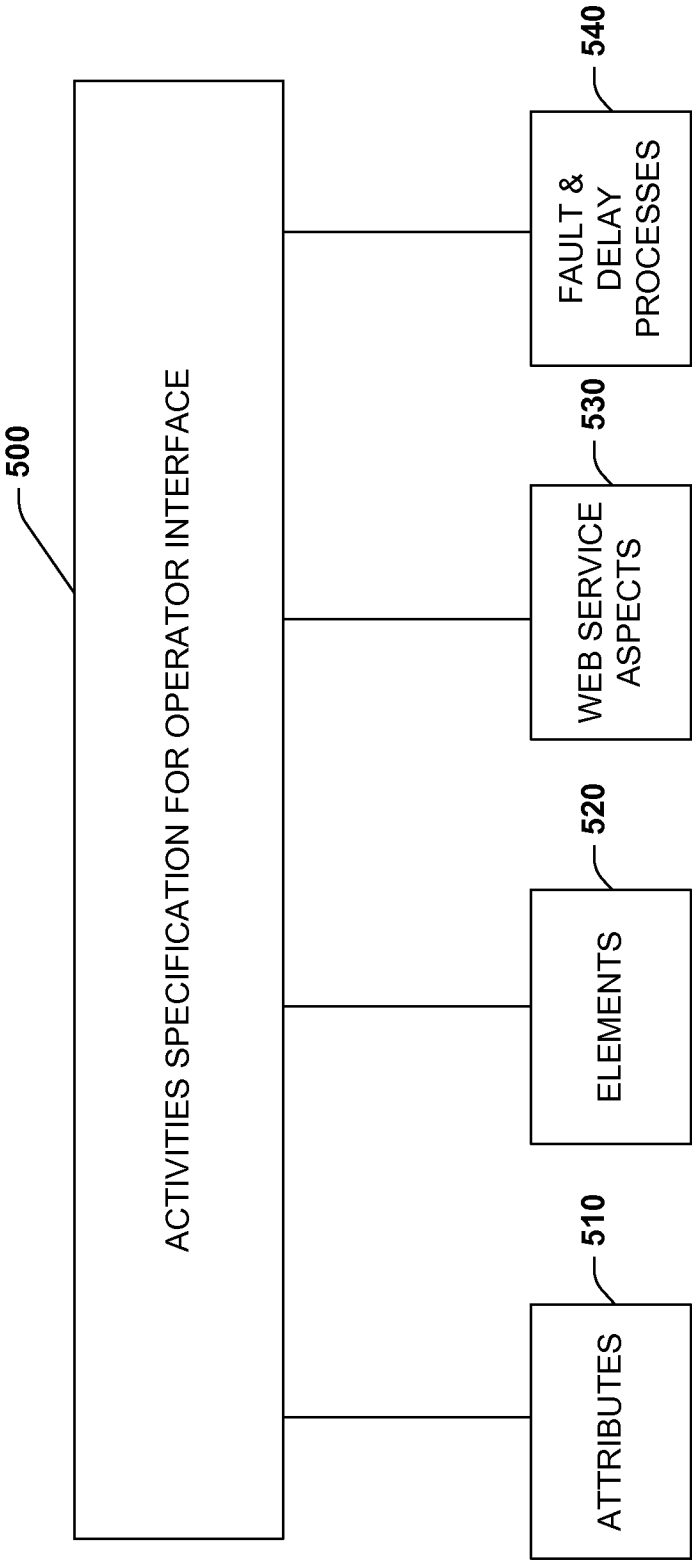 500
ACTIVITIES SPECIFICATION FOR OPERATOR INTERFACE
510
ATTRIBUTES
520
ELEMENTS
530
WEB SERVICE
ASPECTS
540
FAULT &
DELAY
PROCESSES